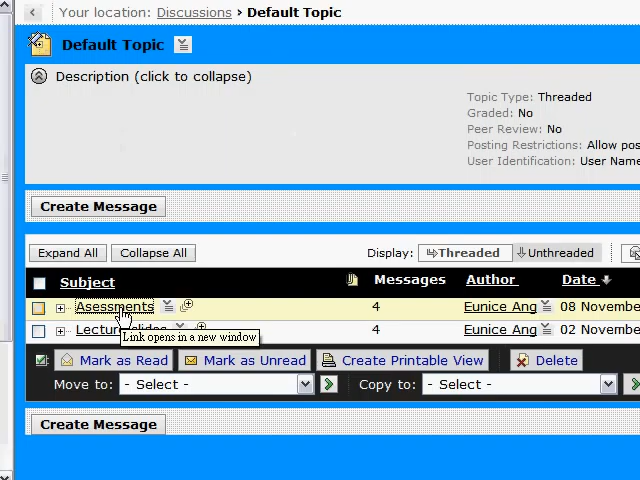 Your location: Discussions › Default Topic
Default Topic
Description (click to collapse)
Topic Type: Threaded
Graded: No
Peer Review: No
Posting Restrictions: Allow pos
User Identification: User Name
Create Message
Expand All Collapse All Display: Threaded Unthreaded
Subject Messages Author Date
Asessments 4 Eunice Ang 08 Novembe
Lecture slides 4 Eunice Ang 02 Novembe
Link opens in a new window
Mark as Read Mark as Unread Create Printable View Delete
Move to: - Select - Copy to: - Select -
Create Message